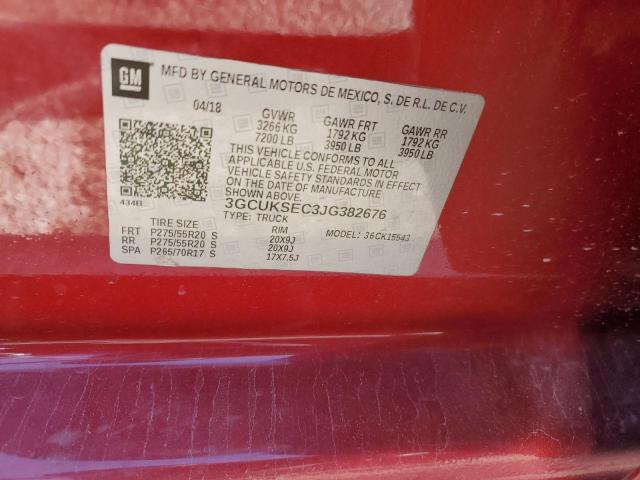 GM
MFD BY GENERAL MOTORS DE MEXICO, S. DE R.L. DE C.V.
04/18 GVWR GAWR FRT GAWR RR
3266 KG 1792 KG 1792 KG
7200 LB 3950 LB 3950 LB
THIS VEHICLE CONFORMS TO ALL
APPLICABLE U.S. FEDERAL MOTOR
VEHICLE SAFETY STANDARDS IN EFFECT
ON THE DATE OF MANUFACTURE
SHOWN ABOVE.
434B 3GCUKSEC3JG382676
TYPE: TRUCK
TIRE SIZE RIM MODEL: 36CK15543
FRT P275/55R20 S 20X9J
RR P275/55R20 S 20X9J
SPA P265/70R17 S 17X7.5J